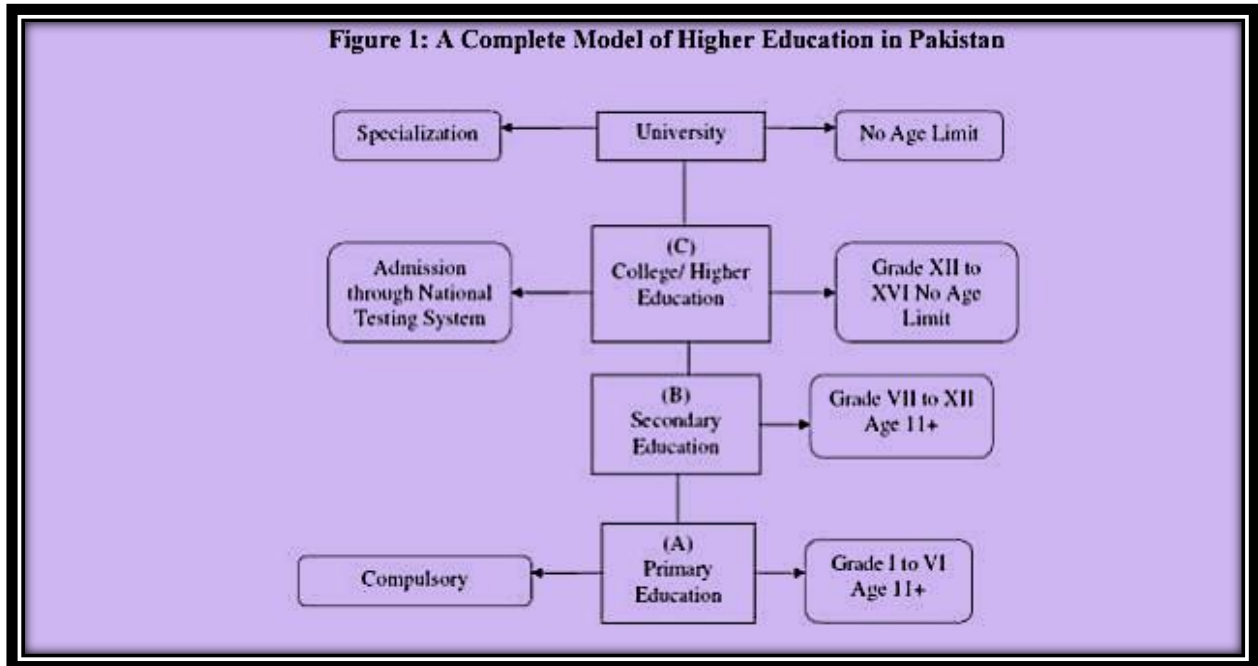 Figure 1: A Complete Model of Higher Education in Pakistan
Specialization
University
No Age Limit
Admission
through National
Testing System
(C)
College/ Higher
Education
Grade XII to
XVI No Age
Limit
(B)
Secondary
Education
Grade VII to XII
Age 11+
Compulsory
(A)
Primary
Education
Grade I to VI
Age 11+